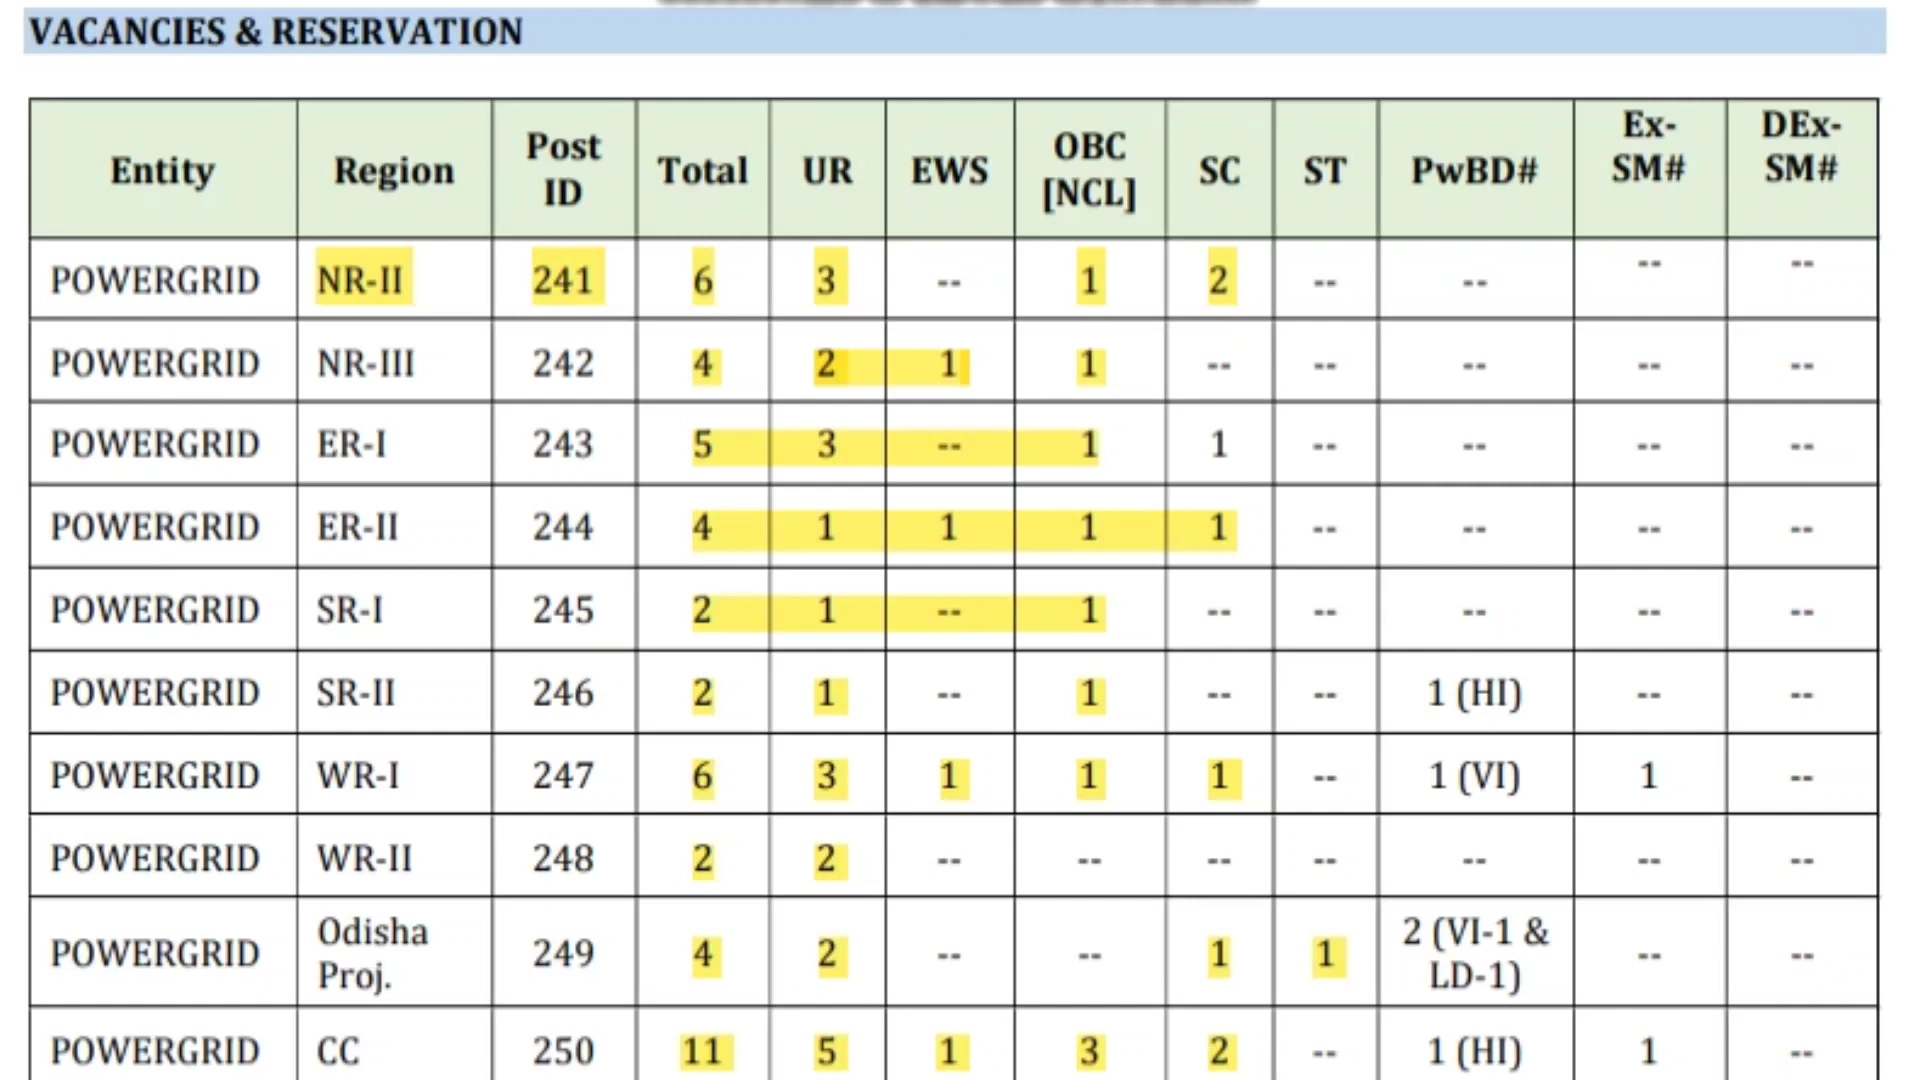 VACANCIES & RESERVATION
Entity Region Post ID Total UR EWS OBC [NCL] SC ST PwBD# Ex-SM# DEx-SM#
POWERGRID NR-II 241 6 3 -- 1 2 -- -- -- --
POWERGRID NR-III 242 4 2 1 1 -- -- -- -- --
POWERGRID ER-I 243 5 3 -- 1 1 -- -- -- --
POWERGRID ER-II 244 4 1 1 1 1 -- -- -- --
POWERGRID SR-I 245 2 1 -- 1 -- -- -- -- --
POWERGRID SR-II 246 2 1 -- 1 -- -- 1 (HI) -- --
POWERGRID WR-I 247 6 3 1 1 1 -- 1 (VI) 1 --
POWERGRID WR-II 248 2 2 -- -- -- -- -- -- --
POWERGRID Odisha Proj. 249 4 2 -- -- 1 1 2 (VI-1 & LD-1) -- --
POWERGRID CC 250 11 5 1 3 2 -- 1 (HI) 1 --